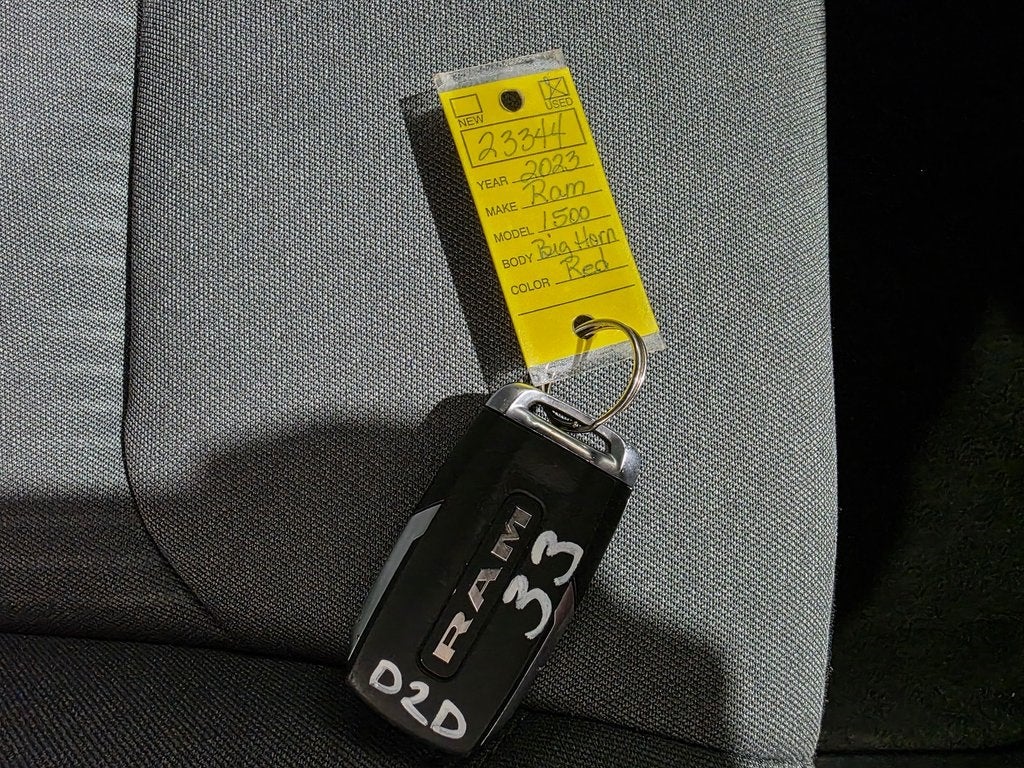 NEW
USED
23344
YEAR 2023
MAKE Ram
MODEL 1500
BODY Big Horn
COLOR Red
RAM
33
D2D